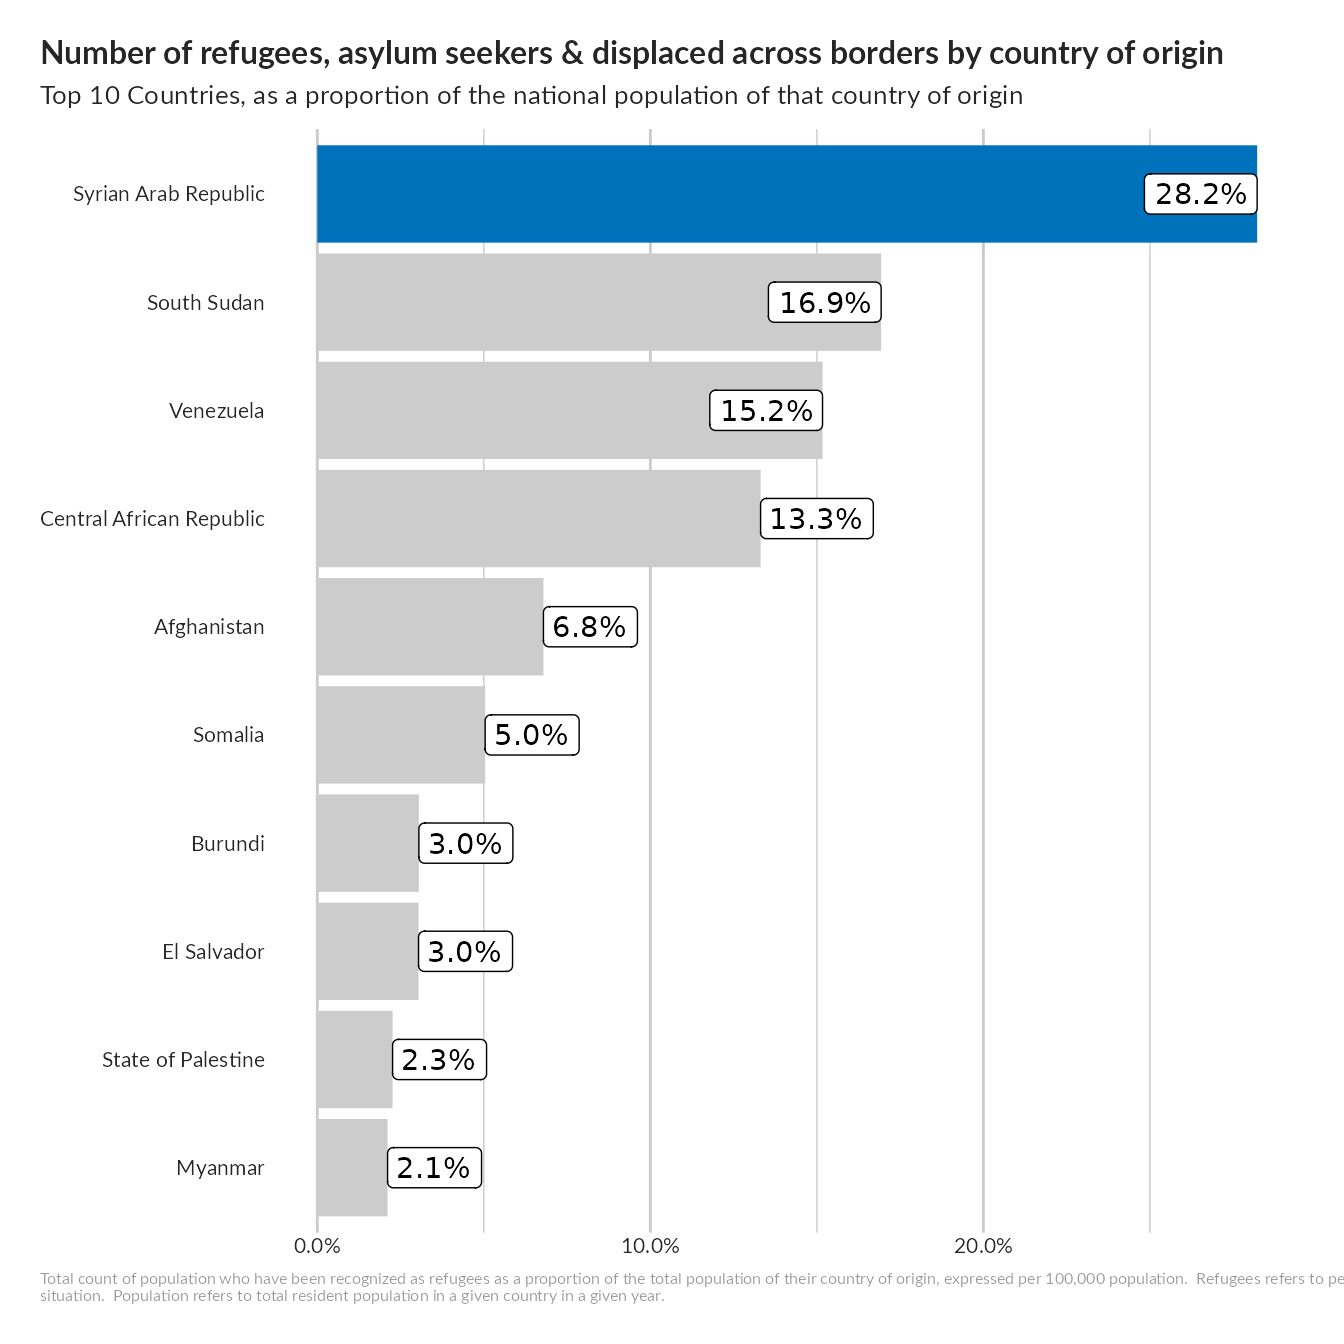 Number of refugees, asylum seekers & displaced across borders by country of origin
Top 10 Countries, as a proportion of the national population of that country of origin
Syrian Arab Republic
28.2%
South Sudan
16.9%
Venezuela
15.2%
Central African Republic
13.3%
Afghanistan
6.8%
Somalia
5.0%
Burundi
3.0%
El Salvador
3.0%
State of Palestine
2.3%
Myanmar
2.1%
0.0% 10.0% 20.0%
Total count of population who have been recognized as refugees as a proportion of the total population of their country of origin, expressed per 100,000 population. Refugees refers to
situation. Population refers to total resident population in a given country in a given year.